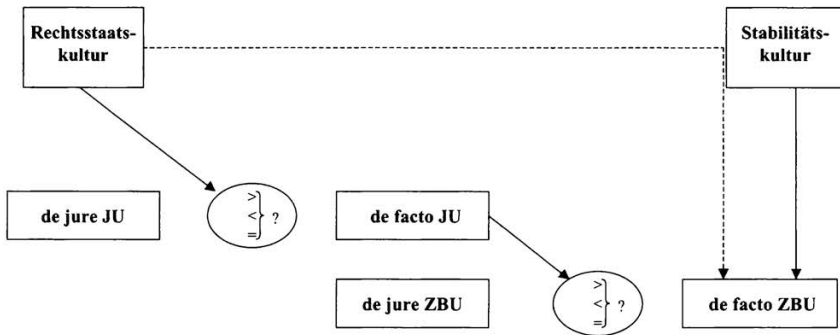 Rechtsstaats-
kultur
Stabilitäts-
kultur
de jure JU
>
< ?
=
de facto JU
de jure ZBU
>
< ?
=
de facto ZBU